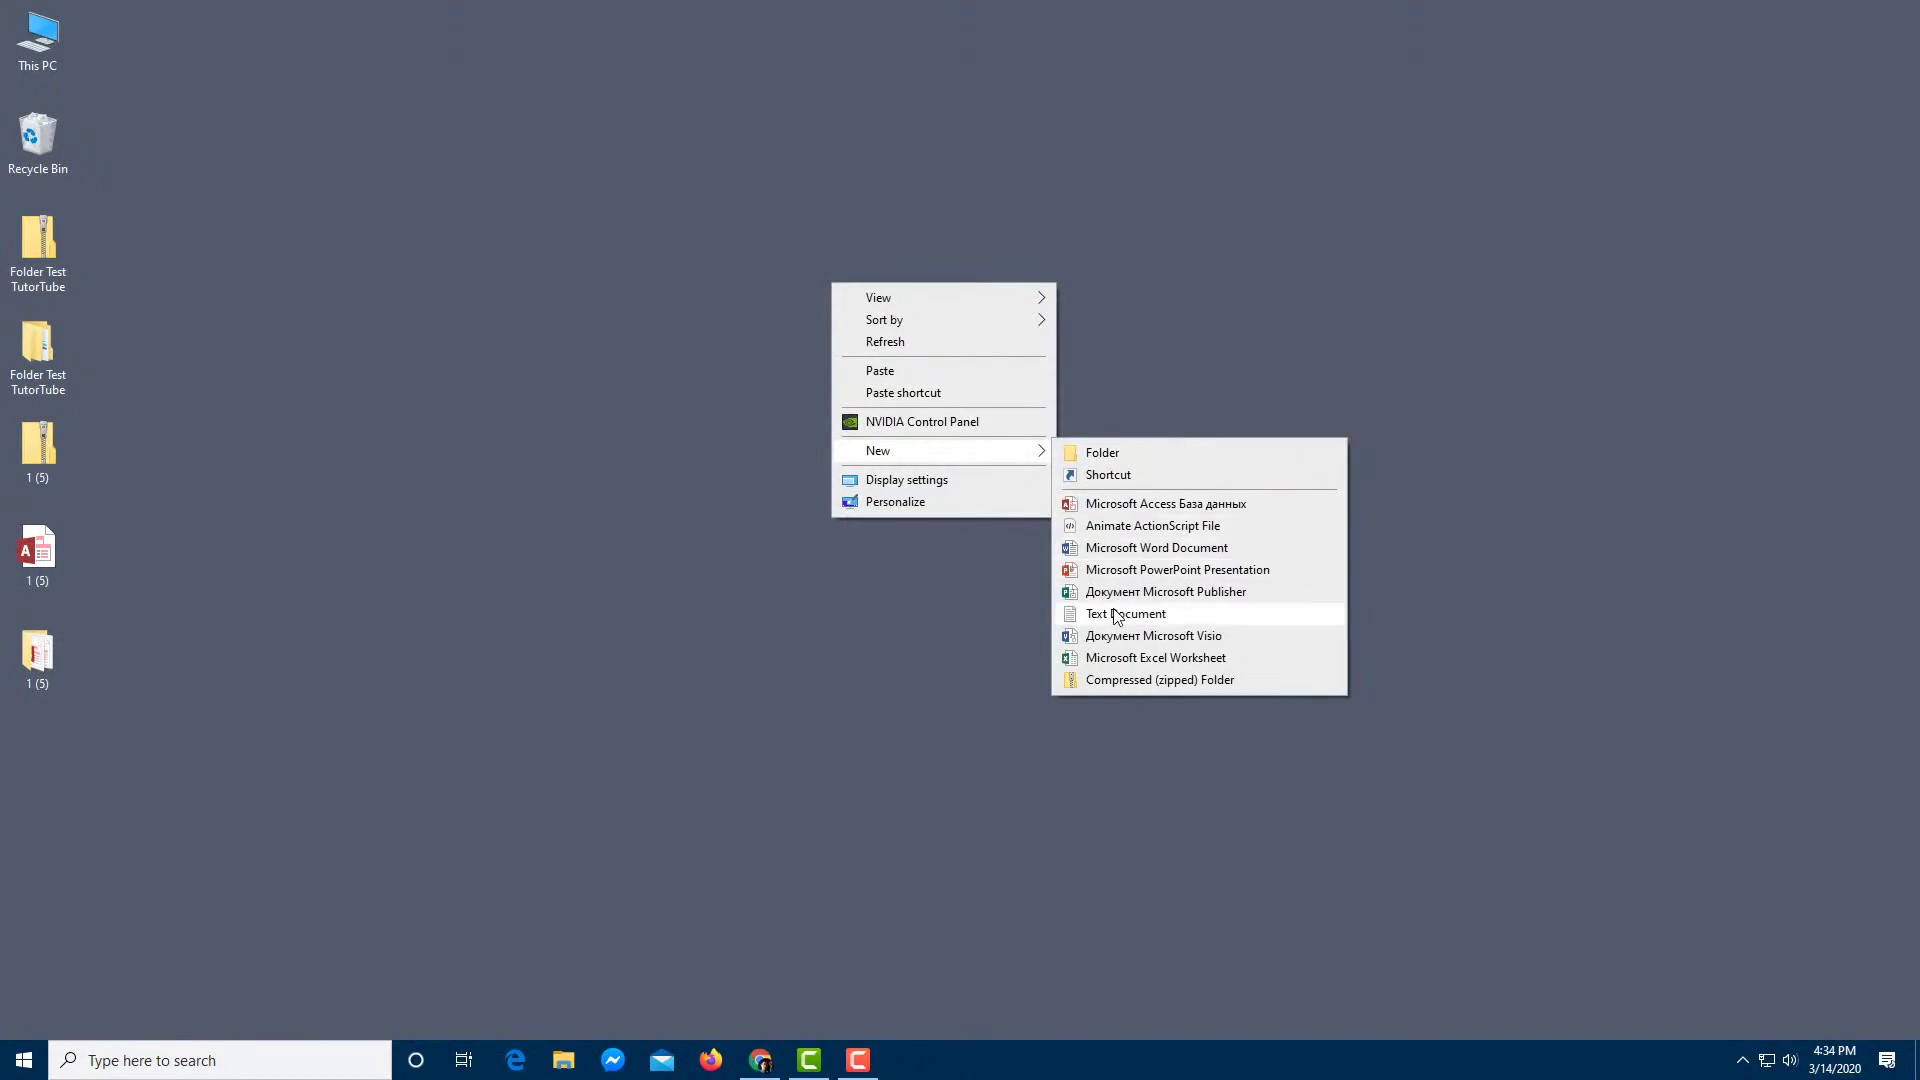 This PC
Recycle Bin
Folder Test
TutorTube
Folder Test
TutorTube
1 (5)
1 (5)
1 (5)
View
Sort by
Refresh
Paste
Paste shortcut
NVIDIA Control Panel
New
Display settings
Personalize
Folder
Shortcut
Microsoft Access База данных
Animate ActionScript File
Microsoft Word Document
Microsoft PowerPoint Presentation
Документ Microsoft Publisher
Text Document
Документ Microsoft Visio
Microsoft Excel Worksheet
Compressed (zipped) Folder
Type here to search
4:34 PM
3/14/2020